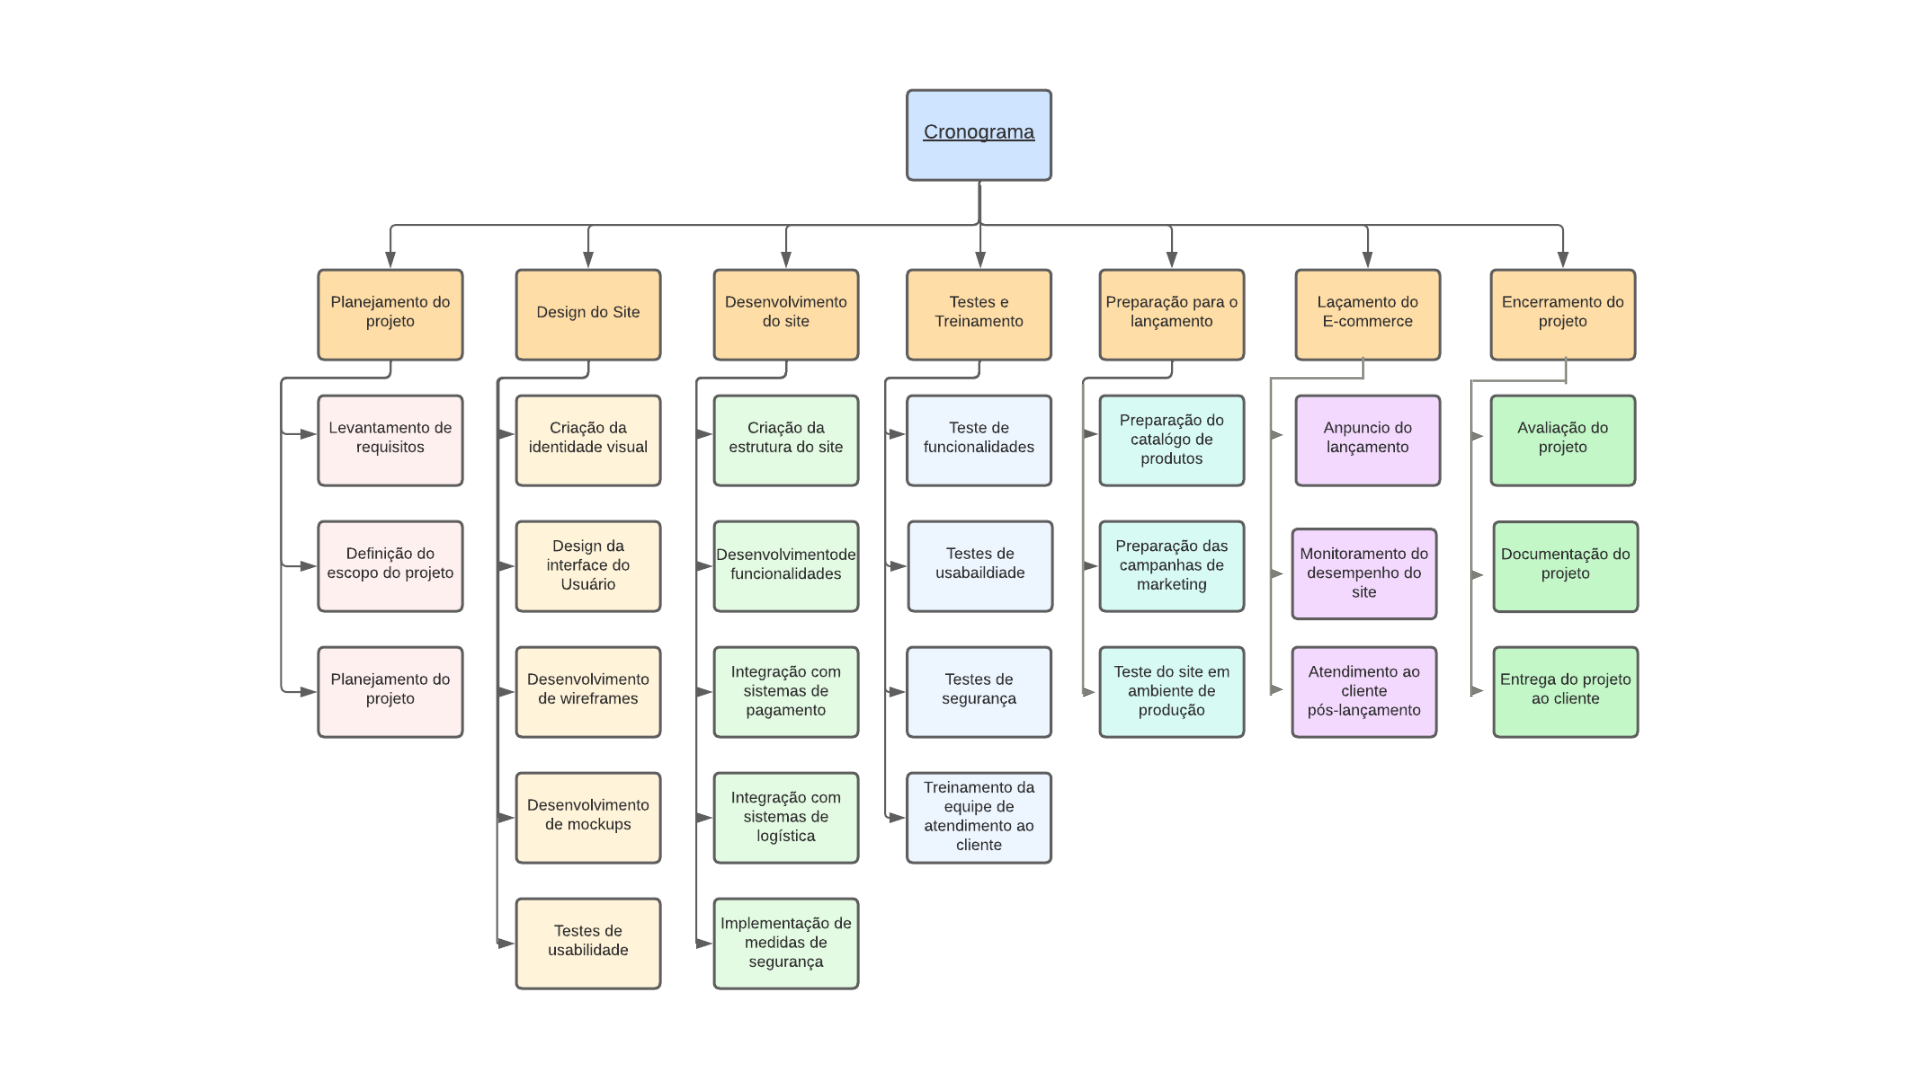 Cronograma
Planejamento do
projeto
Design do Site
Desenvolvimento
do site
Testes e
Treinamento
Preparação para o
lançamento
Laçamento do
E-commerce
Encerramento do
projeto
Levantamento de
requisitos
Definição do
escopo do projeto
Planejamento do
projeto
Criação da
identidade visual
Design da
interface do
Usuário
Desenvolvimento
de wireframes
Desenvolvimento
de mockups
Testes de
usabilidade
Criação da
estrutura do site
Desenvolvimentode
funcionalidades
Integração com
sistemas de
pagamento
Integração com
sistemas de
logística
Implementação de
medidas de
segurança
Teste de
funcionalidades
Testes de
usabaildiade
Testes de
segurança
Treinamento da
equipe de
atendimento ao
cliente
Preparação do
catalógo de
produtos
Preparação das
campanhas de
marketing
Teste do site em
ambiente de
produção
Anpuncio do
lançamento
Monitoramento do
desempenho do
site
Atendimento ao
cliente
pós-lançamento
Avaliação do
projeto
Documentação do
projeto
Entrega do projeto
ao cliente